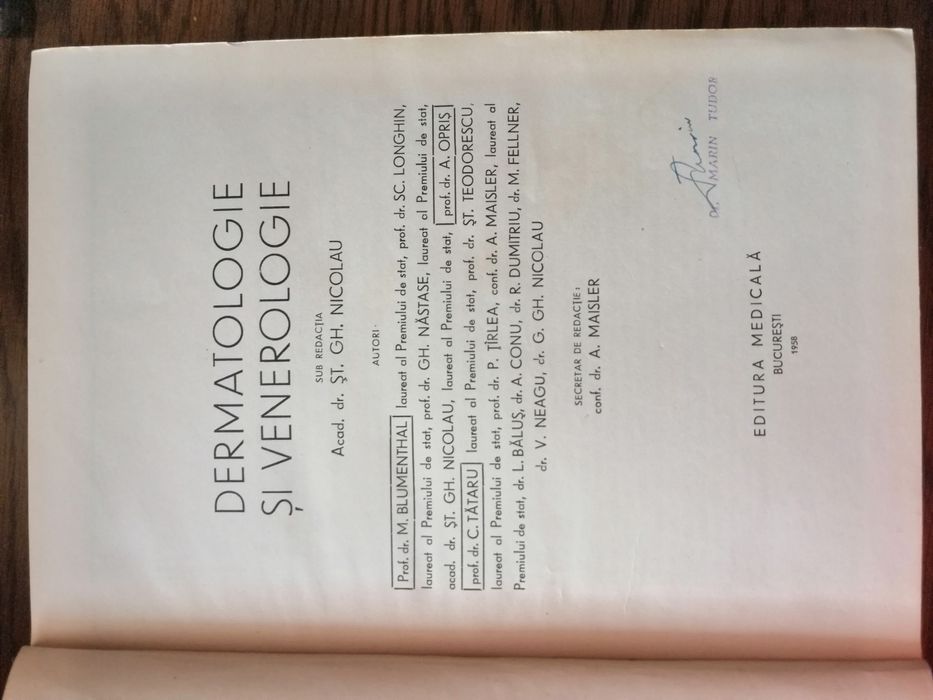 DERMATOLOGIE
ȘI VENEROLOGIE
SUB REDACȚIA
Acad. dr. ȘT. GH. NICOLAU
AUTORI:
Prof. dr. M. BLUMENTHAL laureat al Premiului de stat, prof. dr. SC. LONGHIN,
laureat al Premiului de stat, prof. dr. GH. NĂSTASE, laureat al Premiului de stat,
acad. dr. ȘT. GH. NICOLAU, laureat al Premiului de stat, prof. dr. A. OPRIȘ
prof. dr. C. TĂTARU laureat al Premiului de stat, prof. dr. ȘT. TEODORESCU,
laureat al Premiului de stat, prof. dr. P. ȚÎRLEA, conf. dr. A. MAISLER, laureat al
Premiului de stat, dr. L. BĂLUȘ, dr. A. CONU, dr. R. DUMITRIU, dr. M. FELLNER,
dr. V. NEAGU, dr. G. GH. NICOLAU
SECRETAR DE REDACȚIE:
conf. dr. A. MAISLER
Dr. MARIN TUDOR
EDITURA MEDICALĂ
BUCUREȘTI
1958